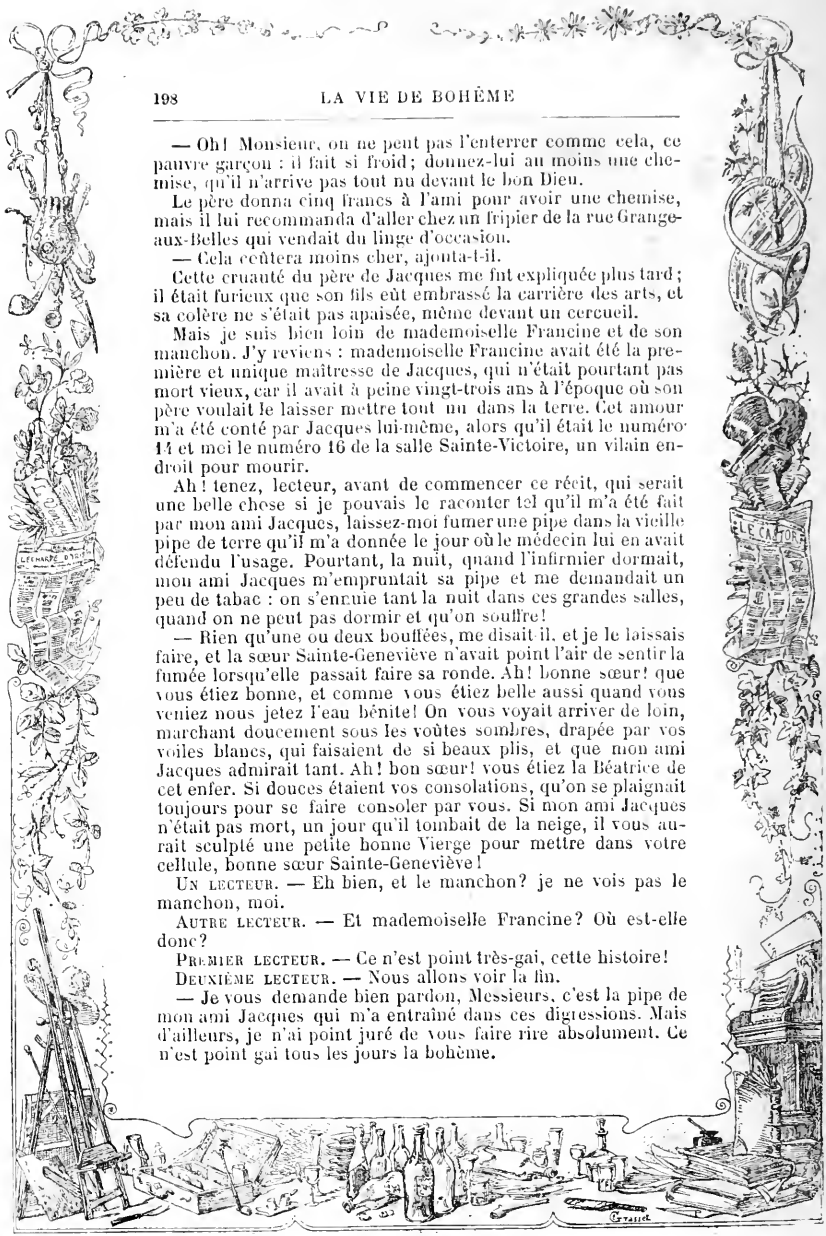 198
LA VIE DE BOHÊME
— Oh! Monsieur, on ne peut pas l'enterrer comme cela, ce
pauvre garçon : il fait si froid; donnez-lui au moins une che-
mise, qu'il n'arrive pas tout nu devant le bon Dieu.
Le père donna cinq francs à l'ami pour avoir une chemise,
mais il lui recommanda d'aller chez un fripier de la rue Grange-
aux-Belles qui vendait du linge d'occasion.
— Cela coûtera moins cher, ajouta-t-il.
Cette cruauté du père de Jacques me fut expliquée plus tard;
il était furieux que son fils eût embrassé la carrière des arts, et
sa colère ne s'était pas apaisée, même devant un cercueil.
Mais je suis bien loin de mademoiselle Francine et de son
manchon. J'y reviens : mademoiselle Francine avait été la pre-
mière et unique maîtresse de Jacques, qui n'était pourtant pas
mort vieux, car il avait à peine vingt-trois ans à l'époque où son
père voulait le laisser mettre tout nu dans la terre. Cet amour
m'a été conté par Jacques lui-même, alors qu'il était le numéro
14 et moi le numéro 16 de la salle Sainte-Victoire, un vilain en-
droit pour mourir.
Ah! tenez, lecteur, avant de commencer ce récit, qui serait
une belle chose si je pouvais le raconter tel qu'il m'a été fait
par mon ami Jacques, laissez-moi fumer une pipe dans la vieille
pipe de terre qu'il m'a donnée le jour où le médecin lui en avait
défendu l'usage. Pourtant, la nuit, quand l'infirmier dormait,
mon ami Jacques m'empruntait sa pipe et me demandait un
peu de tabac : on s'ennuie tant la nuit dans ces grandes salles,
quand on ne peut pas dormir et qu'on souffre!
— Rien qu'une ou deux bouffées, me disait-il, et je le laissais
faire, et la sœur Sainte-Geneviève n'avait point l'air de sentir la
fumée lorsqu'elle passait faire sa ronde. Ah! bonne sœur! que
vous étiez bonne, et comme vous étiez belle aussi quand vous
veniez nous jetez l'eau bénite! On vous voyait arriver de loin,
marchant doucement sous les voûtes sombres, drapée par vos
voiles blancs, qui faisaient de si beaux plis, et que mon ami
Jacques admirait tant. Ah! bon sœur! vous étiez la Béatrice de
cet enfer. Si douces étaient vos consolations, qu'on se plaignait
toujours pour se faire consoler par vous. Si mon ami Jacques
n'était pas mort, un jour qu'il tombait de la neige, il vous au-
rait sculpté une petite bonne Vierge pour mettre dans votre
cellule, bonne sœur Sainte-Geneviève!
UN LECTEUR. — Eh bien, et le manchon? je ne vois pas le
manchon, moi.
AUTRE LECTEUR. — Et mademoiselle Francine? Où est-elle
donc?
PREMIER LECTEUR. — Ce n'est point très-gai, cette histoire!
DEUXIÈME LECTEUR. — Nous allons voir la fin.
— Je vous demande bien pardon, Messieurs, c'est la pipe de
mon ami Jacques qui m'a entraîné dans ces digressions. Mais
d'ailleurs, je n'ai point juré de vous faire rire absolument. Ce
n'est point gai tous les jours la bohème.
L'ECHARPE D'IRIS
LE CASTOR
Grasset